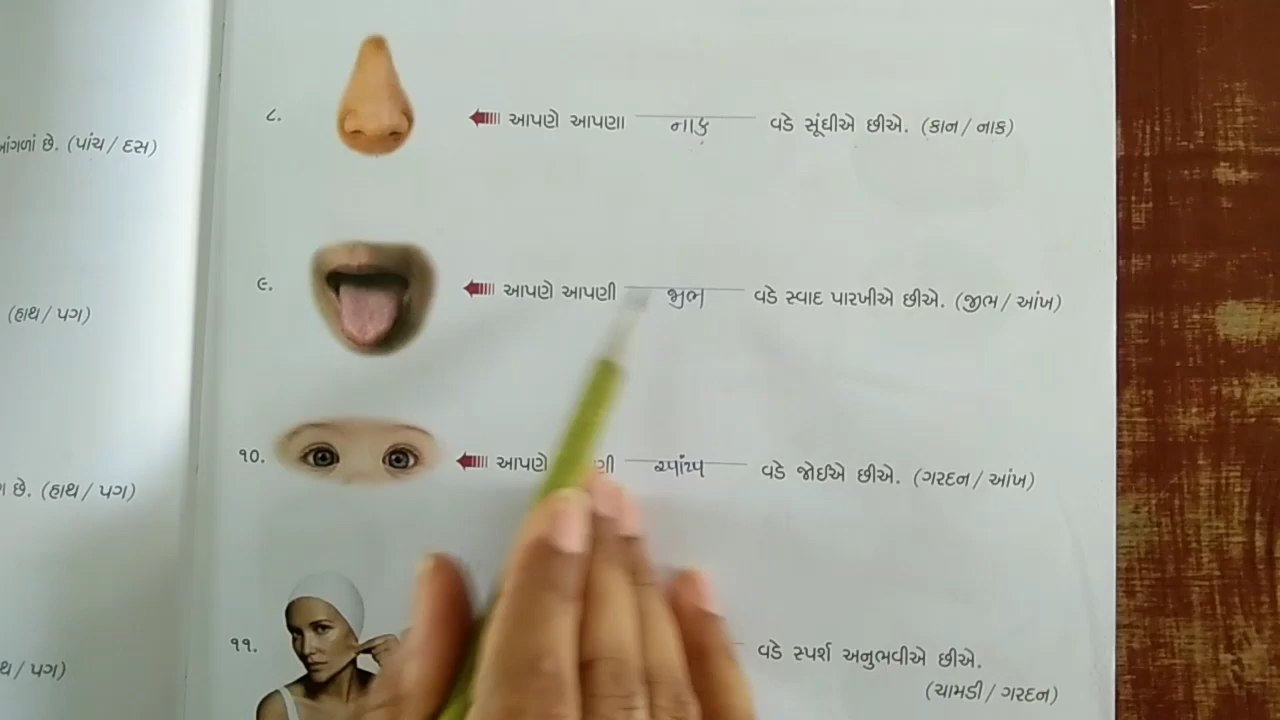 ૮. આપણે આપણા નાક વડે સૂંઘીએ છીએ. (કાન / નાક)
૯. આપણે આપણી જીભ વડે સ્વાદ પારખીએ છીએ. (જીભ / આંખ)
૧૦. આપણે ણી આંખ વડે જોઈએ છીએ. (ગરદન / આંખ)
૧૧. વડે સ્પર્શ અનુભવીએ છીએ.
(ચામડી / ગરદન)
આંગળાં છે. (પાંચ / દસ)
(હાથ / પગ)
છે. (હાથ / પગ)
થ / પગ)